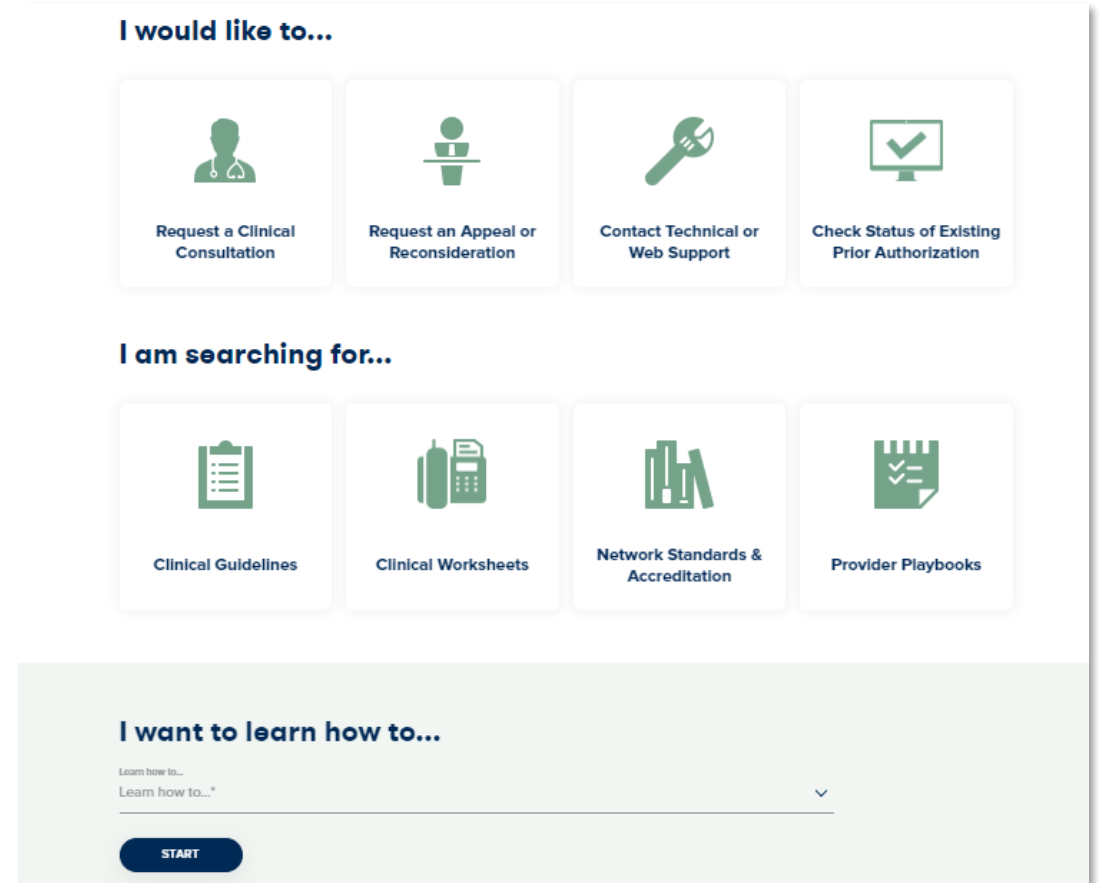 I would like to...
Request a Clinical
Consultation
Request an Appeal or
Reconsideration
Contact Technical or
Web Support
Check Status of Existing
Prior Authorization
I am searching for...
Clinical Guidelines
Clinical Worksheets
Network Standards &
Accreditation
Provider Playbooks
I want to learn how to...
Learn how to...
Learn how to...*
START